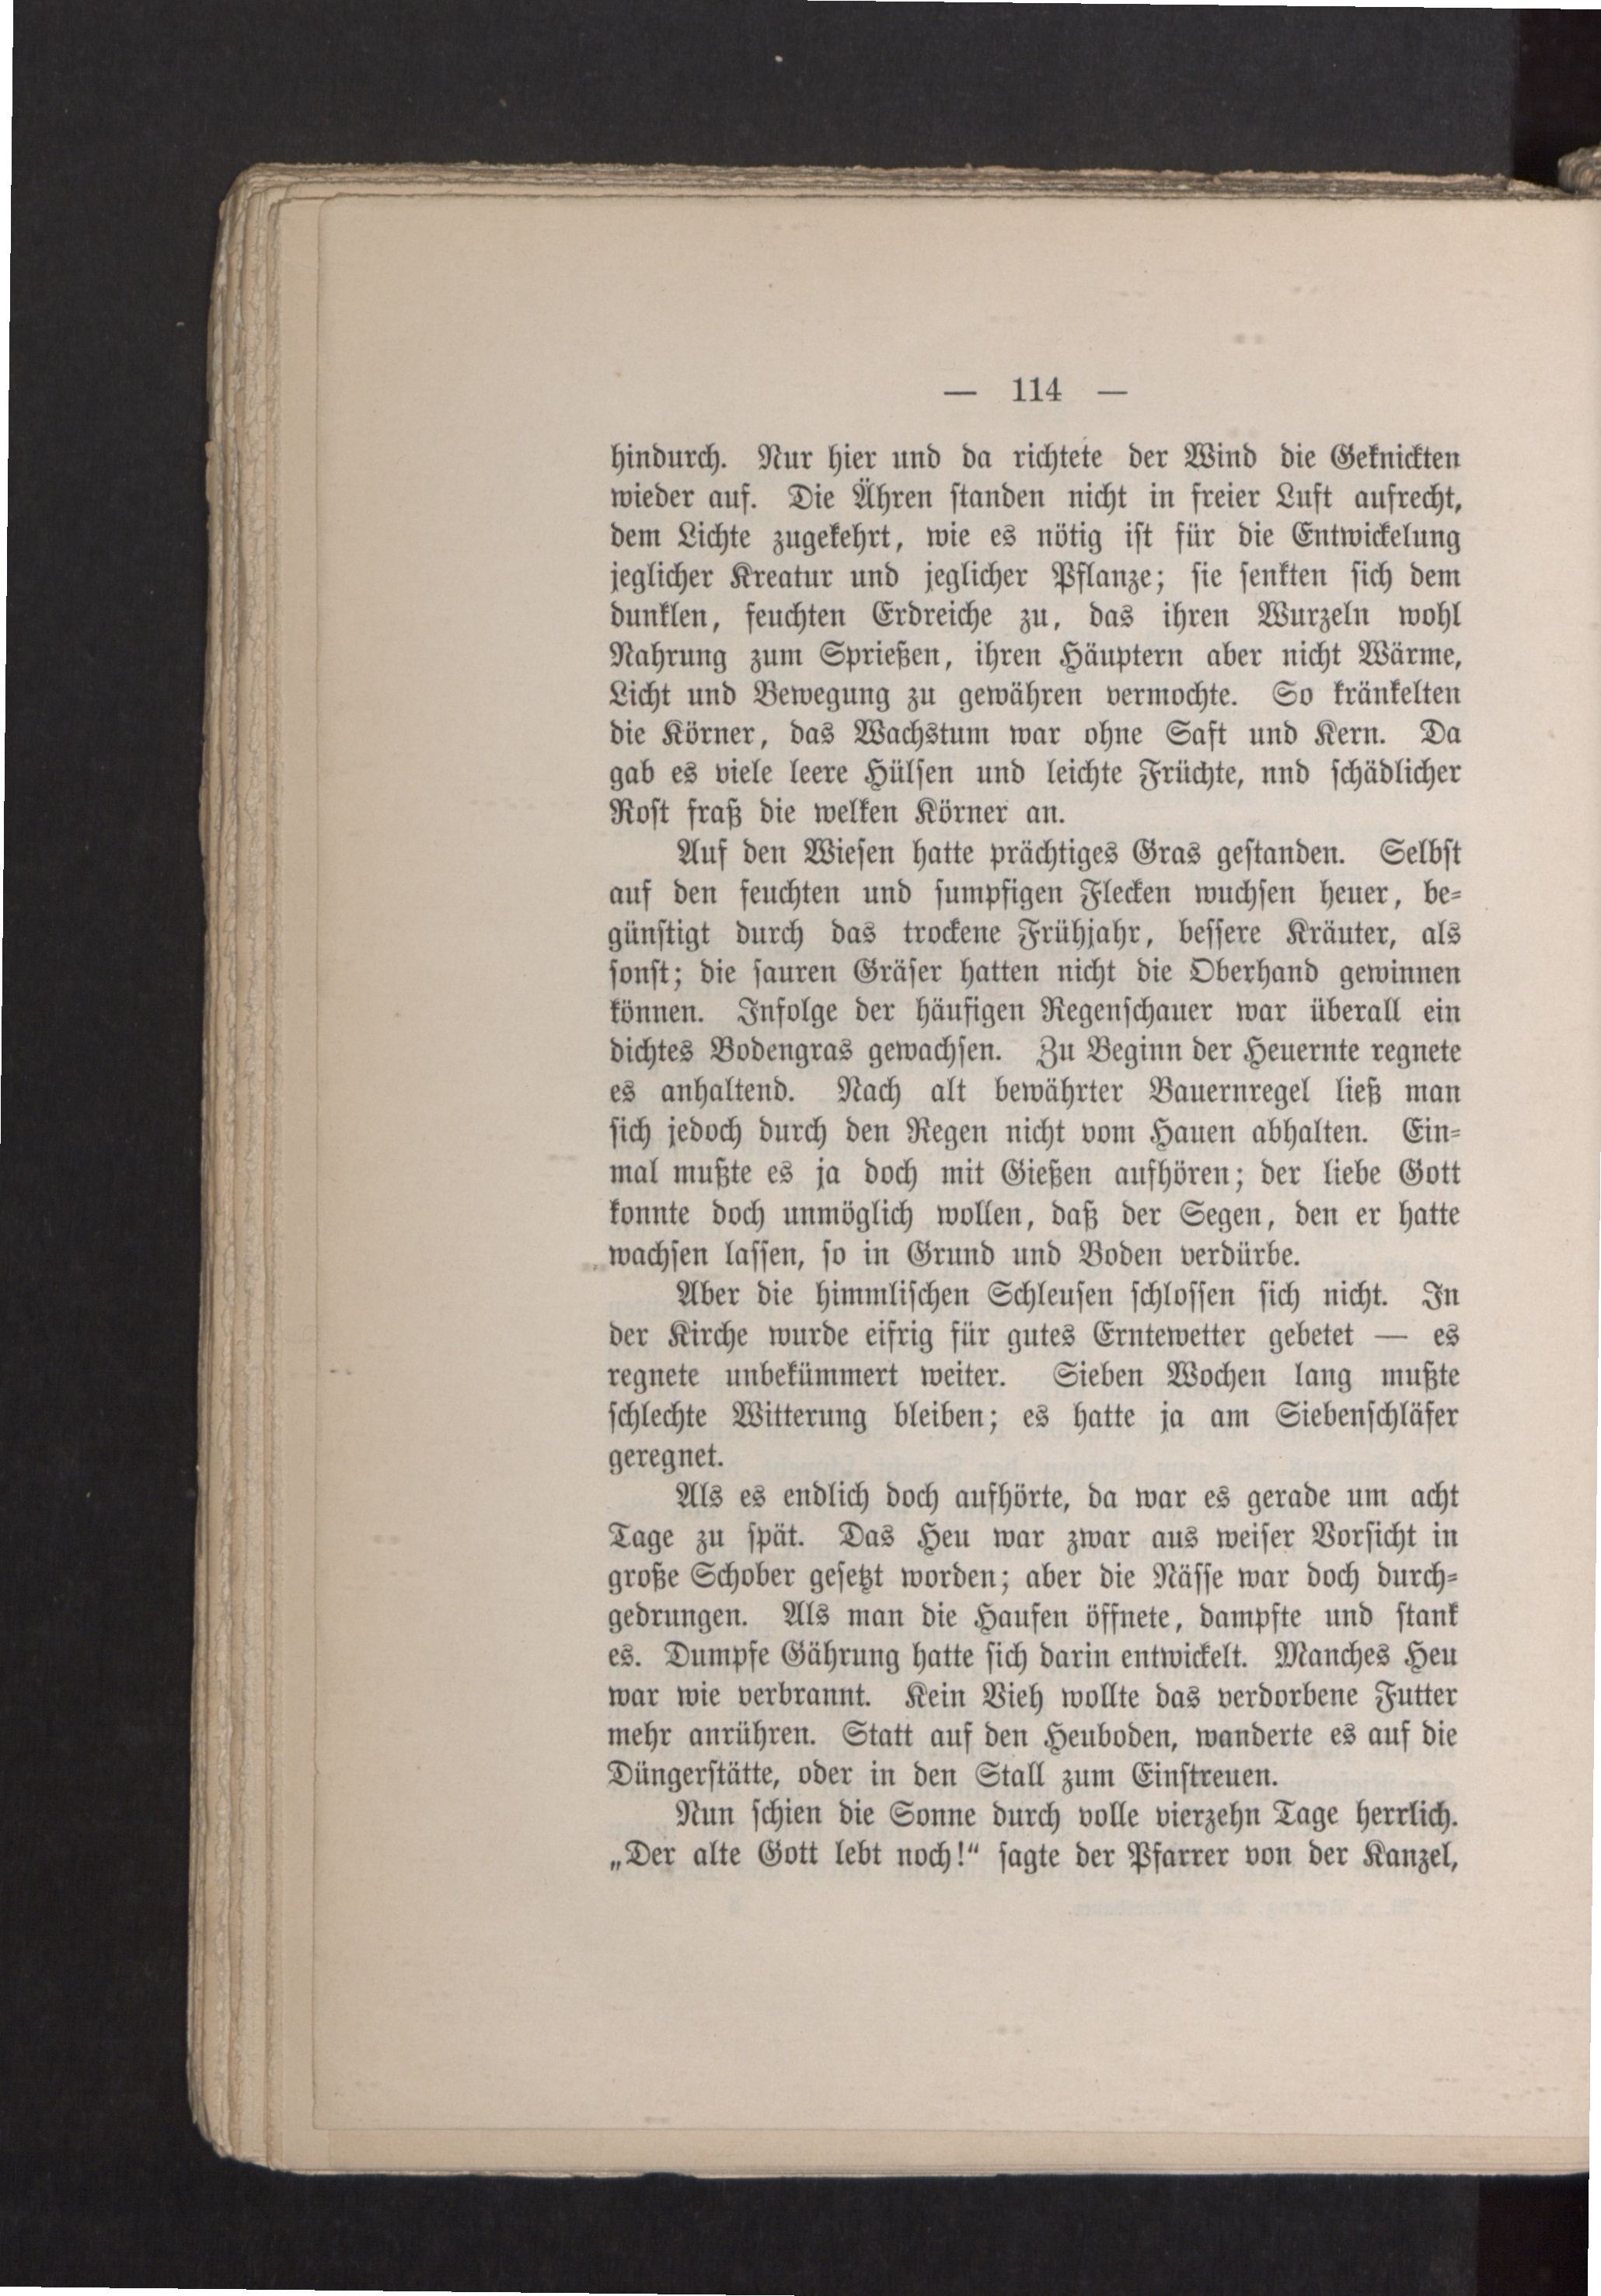 — 114 —
hindurch. Nur hier und da richtete der Wind die Geknickten
wieder auf. Die Ähren standen nicht in freier Luft aufrecht,
dem Lichte zugekehrt, wie es nötig ist für die Entwickelung
jeglicher Kreatur und jeglicher Pflanze; sie senkten sich dem
dunklen, feuchten Erdreiche zu, das ihren Wurzeln wohl
Nahrung zum Sprießen, ihren Häuptern aber nicht Wärme,
Licht und Bewegung zu gewähren vermochte. So kränkelten
die Körner, das Wachstum war ohne Saft und Kern. Da
gab es viele leere Hülsen und leichte Früchte, nnd schädlicher
Rost fraß die welken Körner an.
Auf den Wiesen hatte prächtiges Gras gestanden. Selbst
auf den feuchten und sumpfigen Flecken wuchsen heuer, be-
günstigt durch das trockene Frühjahr, bessere Kräuter, als
sonst; die sauren Gräser hatten nicht die Oberhand gewinnen
können. Infolge der häufigen Regenschauer war überall ein
dichtes Bodengras gewachsen. Zu Beginn der Heuernte regnete
es anhaltend. Nach alt bewährter Bauernregel ließ man
sich jedoch durch den Regen nicht vom Hauen abhalten. Ein-
mal mußte es ja doch mit Gießen aufhören; der liebe Gott
konnte doch unmöglich wollen, daß der Segen, den er hatte
wachsen lassen, so in Grund und Boden verdürbe.
Aber die himmlischen Schleusen schlossen sich nicht. In
der Kirche wurde eifrig für gutes Erntewetter gebetet — es
regnete unbekümmert weiter. Sieben Wochen lang mußte
schlechte Witterung bleiben; es hatte ja am Siebenschläfer
geregnet.
Als es endlich doch aufhörte, da war es gerade um acht
Tage zu spät. Das Heu war zwar aus weiser Vorsicht in
große Schober gesetzt worden; aber die Nässe war doch durch-
gedrungen. Als man die Haufen öffnete, dampfte und stank
es. Dumpfe Gährung hatte sich darin entwickelt. Manches Heu
war wie verbrannt. Kein Vieh wollte das verdorbene Futter
mehr anrühren. Statt auf den Heuboden, wanderte es auf die
Düngerstätte, oder in den Stall zum Einstreuen.
Nun schien die Sonne durch volle vierzehn Tage herrlich.
„Der alte Gott lebt noch!“ sagte der Pfarrer von der Kanzel,